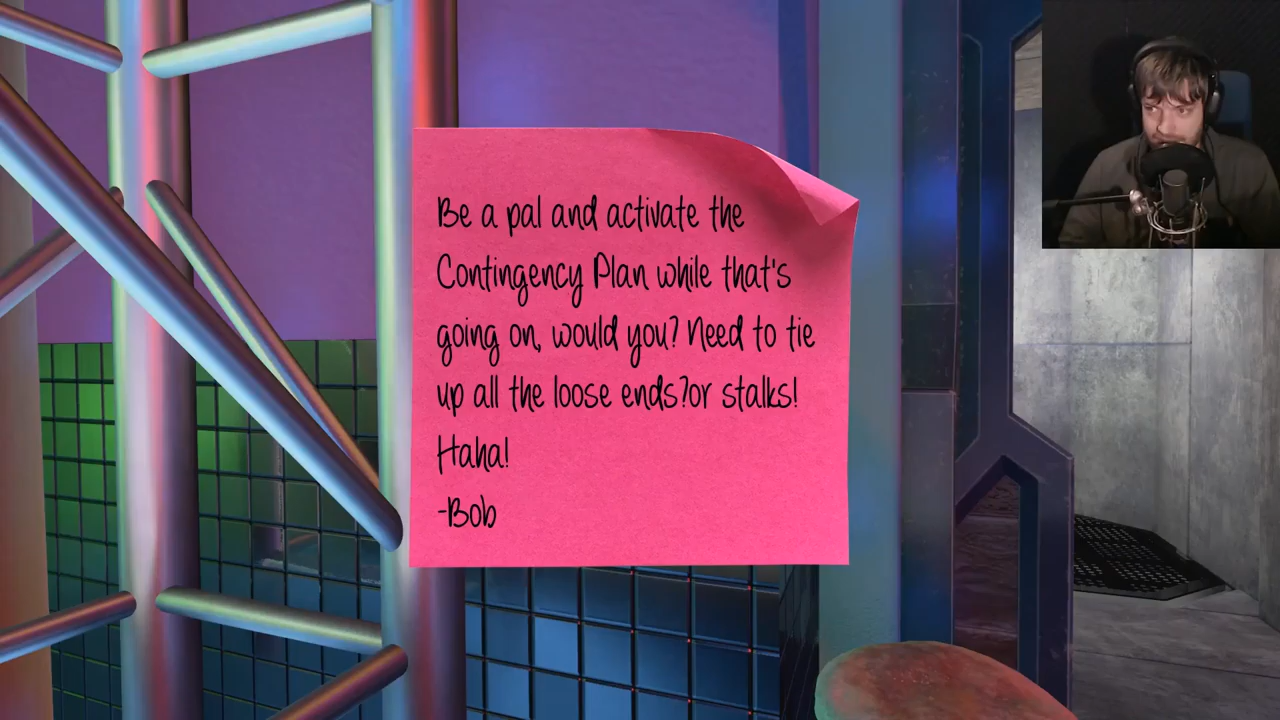 Be a pal and activate the
Contingency Plan while that's
going on, would you? Need to tie
up all the loose ends?or stalks!
Haha!
-Bob